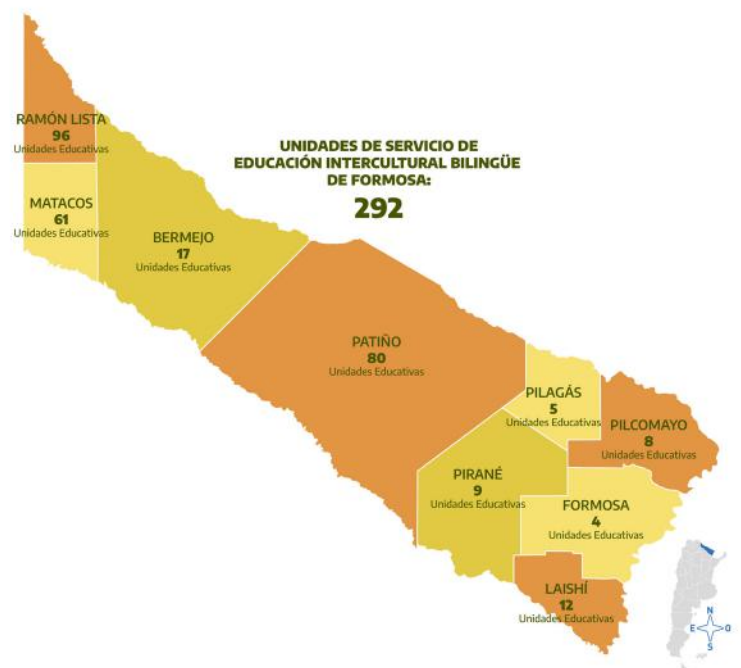 UNIDADES DE SERVICIO DE
EDUCACIÓN INTERCULTURAL BILINGÜE
DE FORMOSA:
292
RAMÓN LISTA
96
Unidades Educativas
MATACOS
61
Unidades Educativas
BERMEJO
17
Unidades Educativas
PATIÑO
80
Unidades Educativas
PILAGÁS
5
Unidades Educativas
PILCOMAYO
8
Unidades Educativas
PIRANÉ
9
Unidades Educativas
FORMOSA
4
Unidades Educativas
LAISHÍ
12
Unidades Educativas
N
E O
S